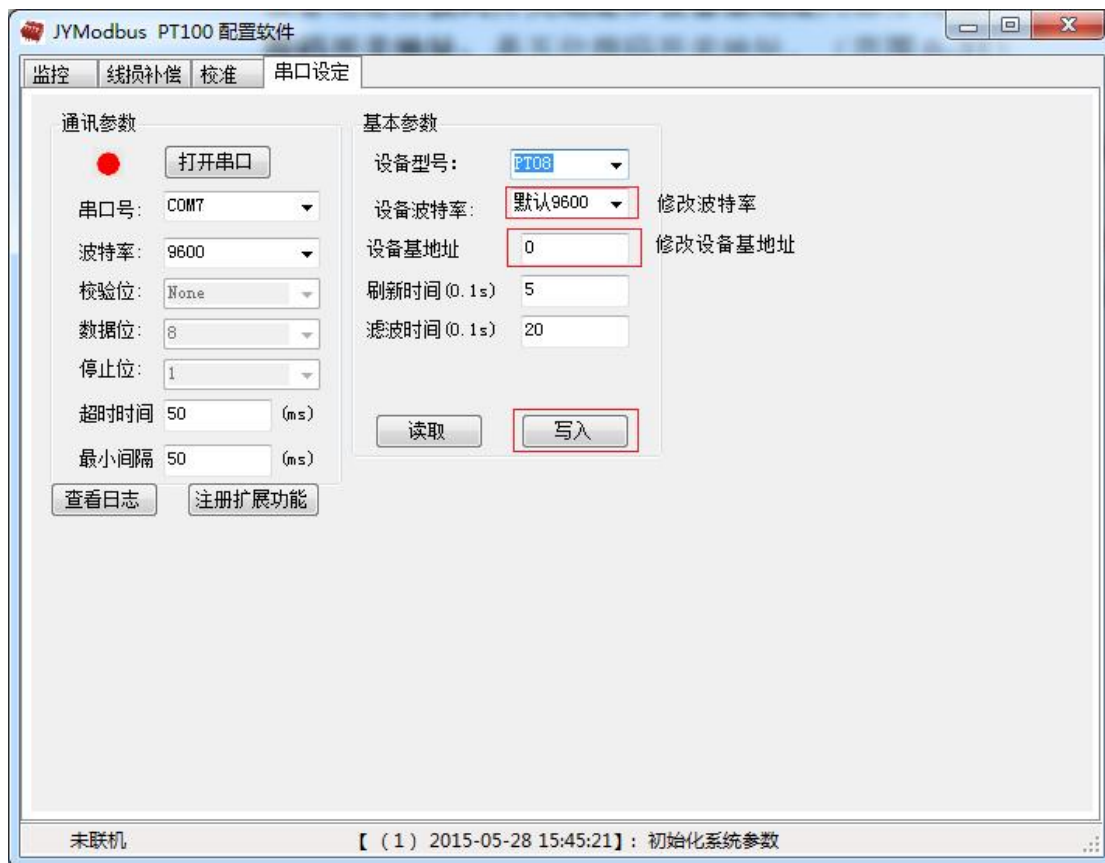 JYModbus PT100 配置软件
监控 线损补偿 校准 串口设定
通讯参数
打开串口
串口号: COM7
波特率: 9600
校验位: None
数据位: 8
停止位: 1
超时时间 50 (ms)
最小间隔 50 (ms)
查看日志 注册扩展功能
基本参数
设备型号: PT08
设备波特率: 默认9600 修改波特率
设备基地址 0 修改设备基地址
刷新时间(0.1s) 5
滤波时间(0.1s) 20
读取 写入
未联机 【 (1) 2015-05-28 15:45:21】: 初始化系统参数